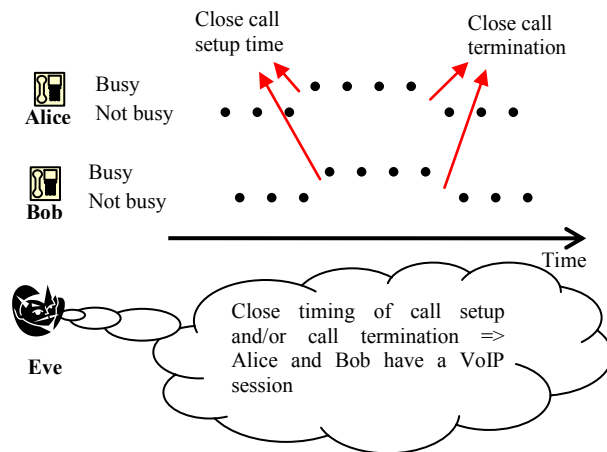 Close call
setup time
Close call
termination
Busy
Alice Not busy
Busy
Bob Not busy
Time
Close timing of call setup
and/or call termination =>
Alice and Bob have a VoIP
session
Eve